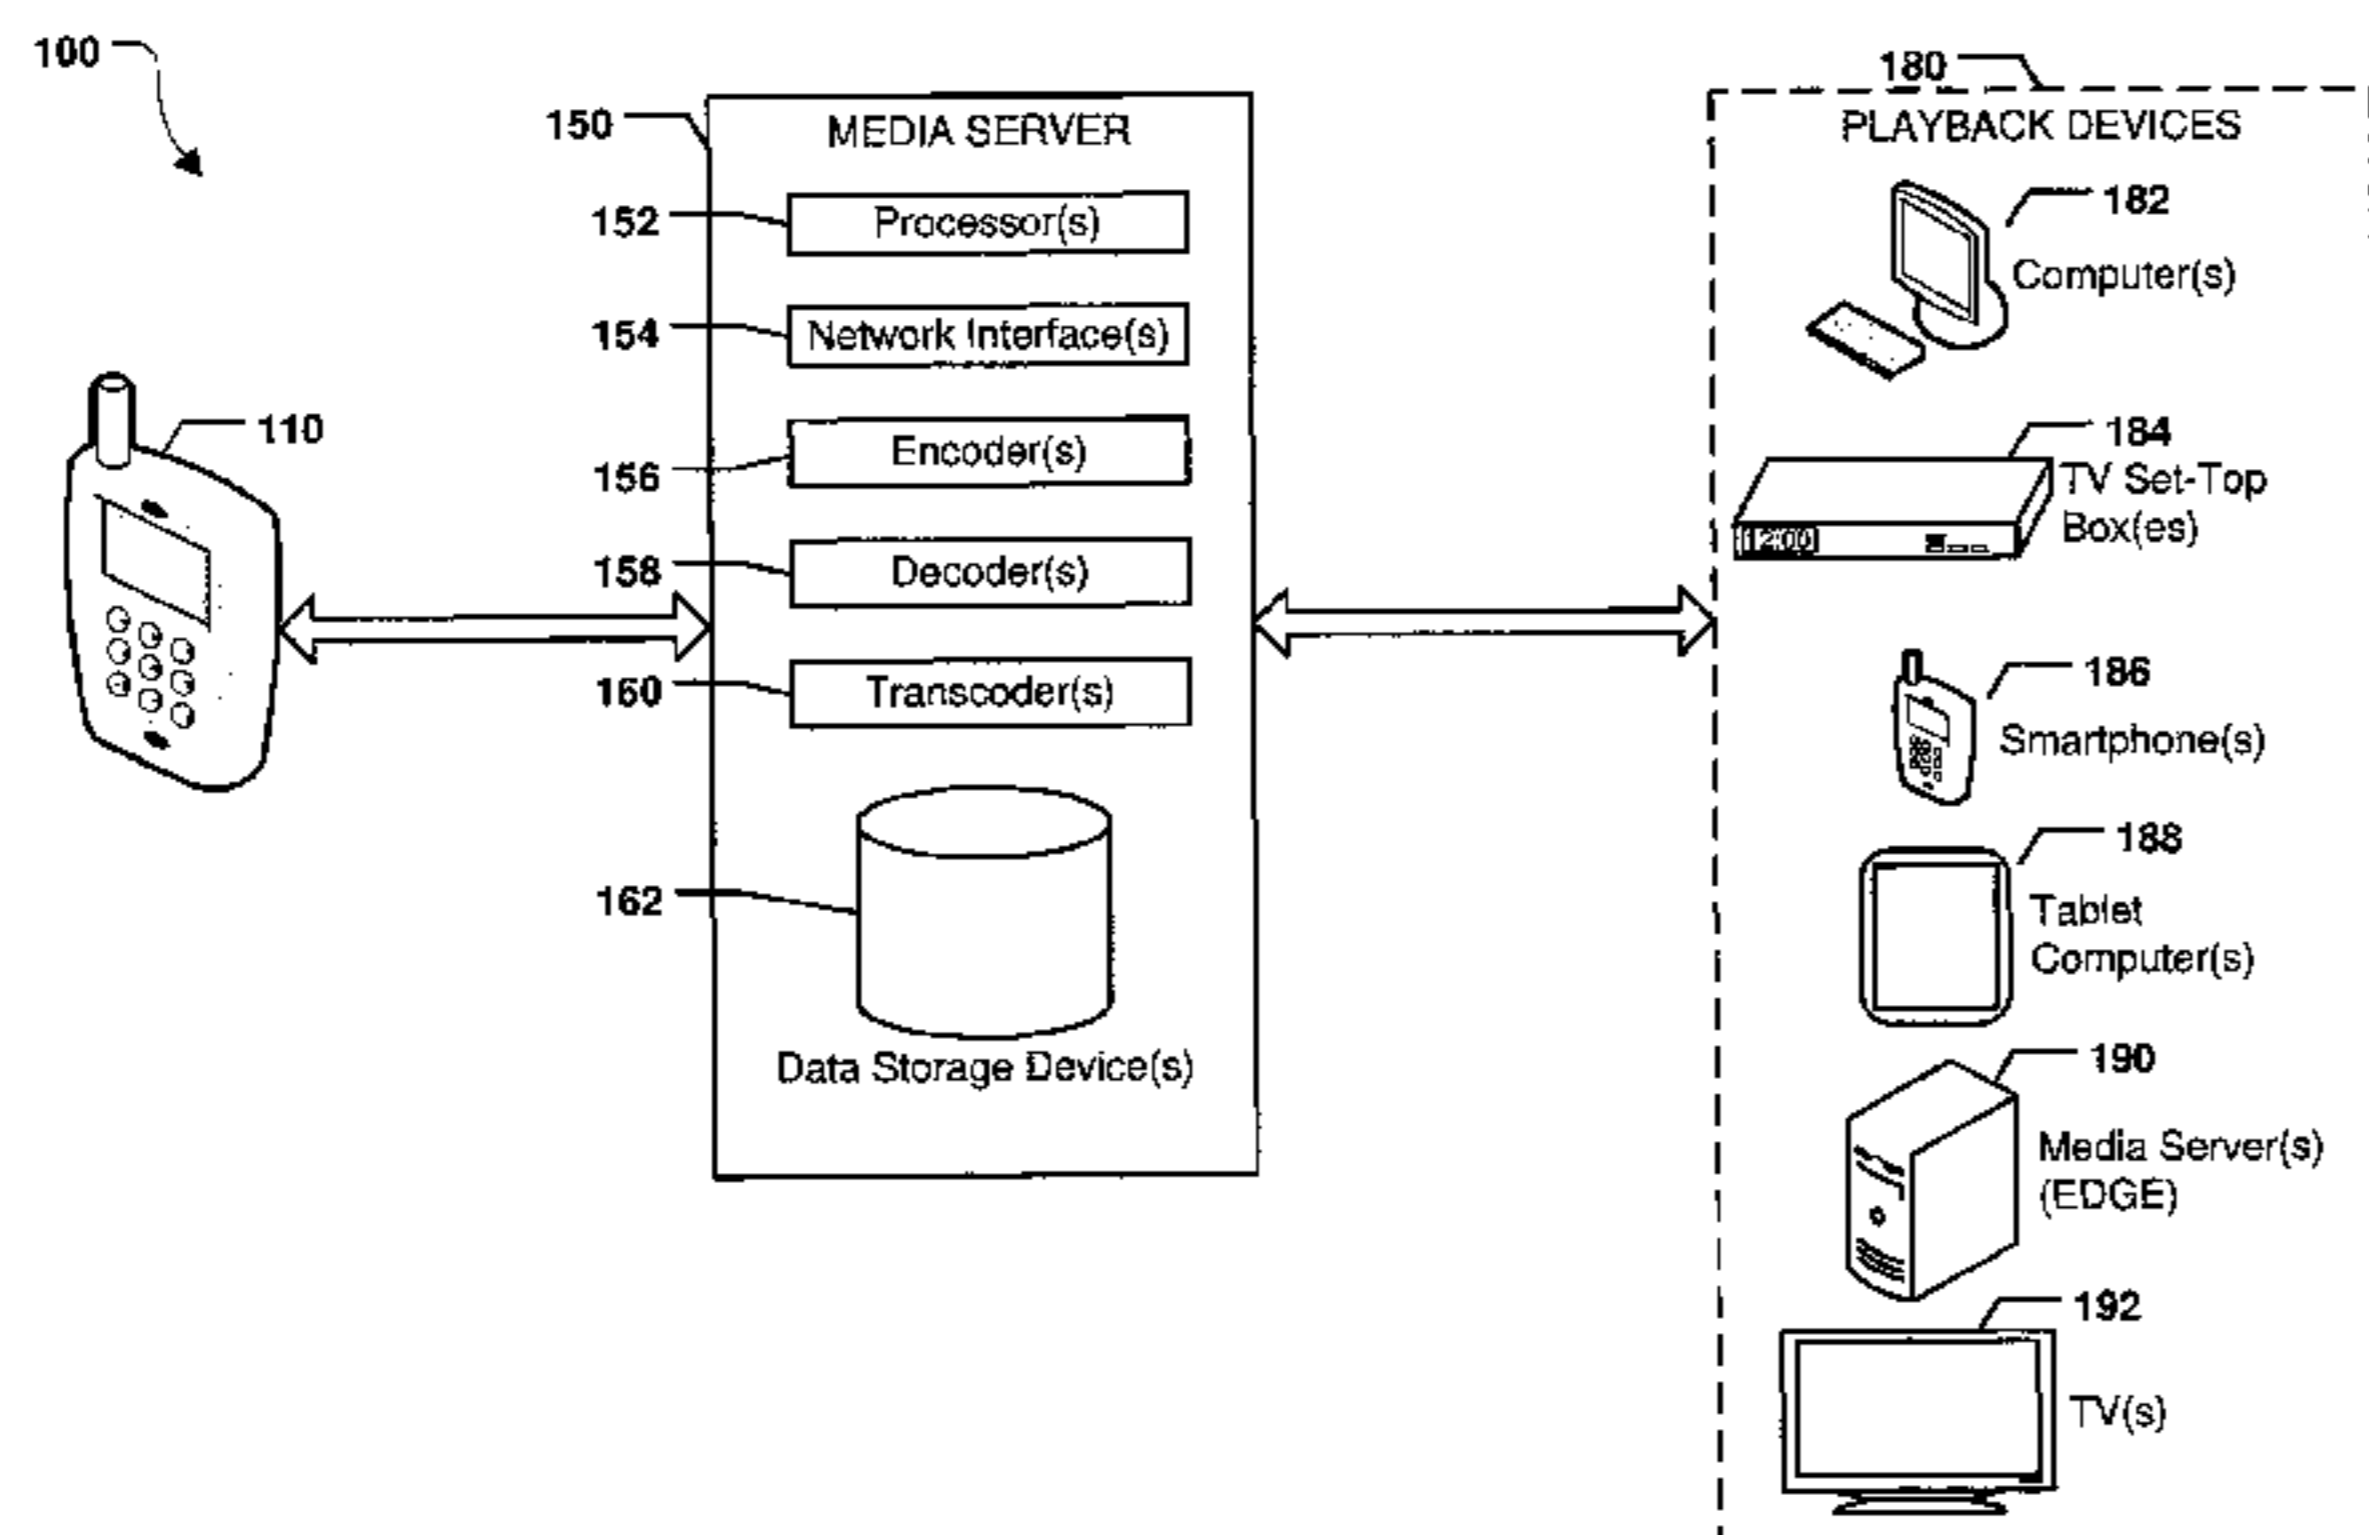 100
110
150
MEDIA SERVER
152
Processor(s)
154
Network Interface(s)
156
Encoder(s)
158
Decoder(s)
160
Transcoder(s)
162
Data Storage Device(s)
180
PLAYBACK DEVICES
182
Computer(s)
184
TV Set-Top
Box(es)
12:00
186
Smartphone(s)
188
Tablet
Computer(s)
190
Media Server(s)
(EDGE)
192
TV(s)